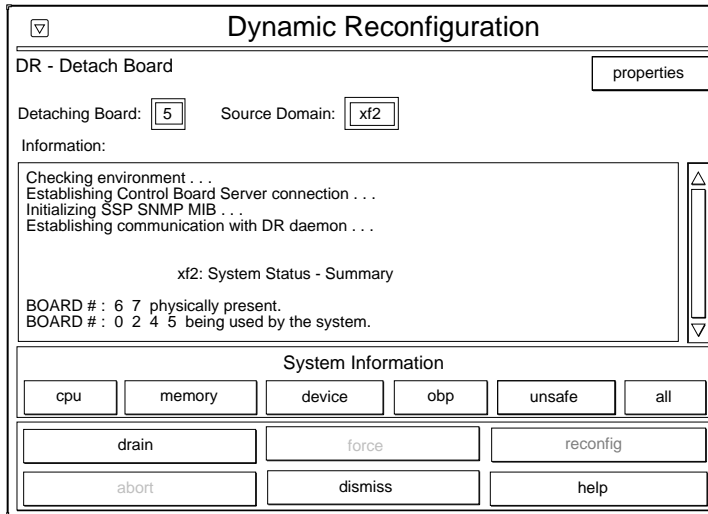 Dynamic Reconfiguration
DR - Detach Board
properties
Detaching Board: 5 Source Domain: xf2
Information:
Checking environment . . .
Establishing Control Board Server connection . . .
Initializing SSP SNMP MIB . . .
Establishing communication with DR daemon . . .
xf2: System Status - Summary
BOARD # : 6 7 physically present.
BOARD # : 0 2 4 5 being used by the system.
System Information
cpu memory device obp unsafe all
drain force reconfig
abort dismiss help